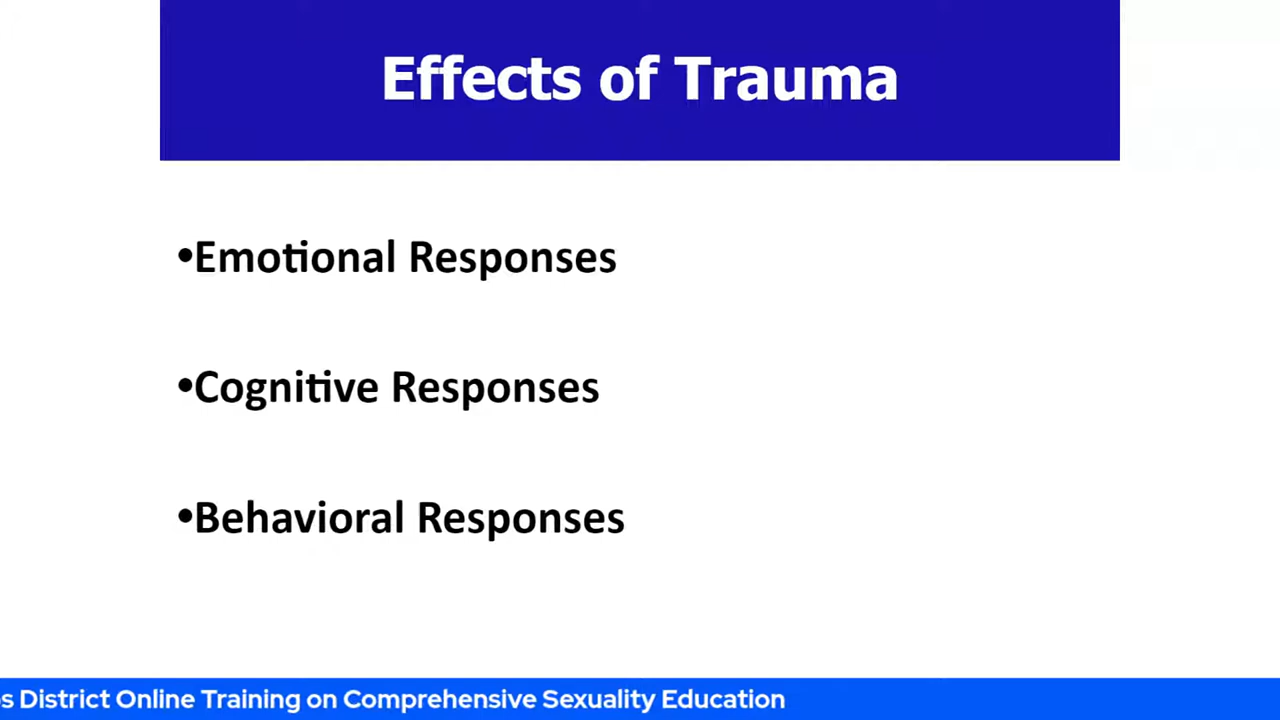 Effects of Trauma
•Emotional Responses
•Cognitive Responses
•Behavioral Responses
s District Online Training on Comprehensive Sexuality Education